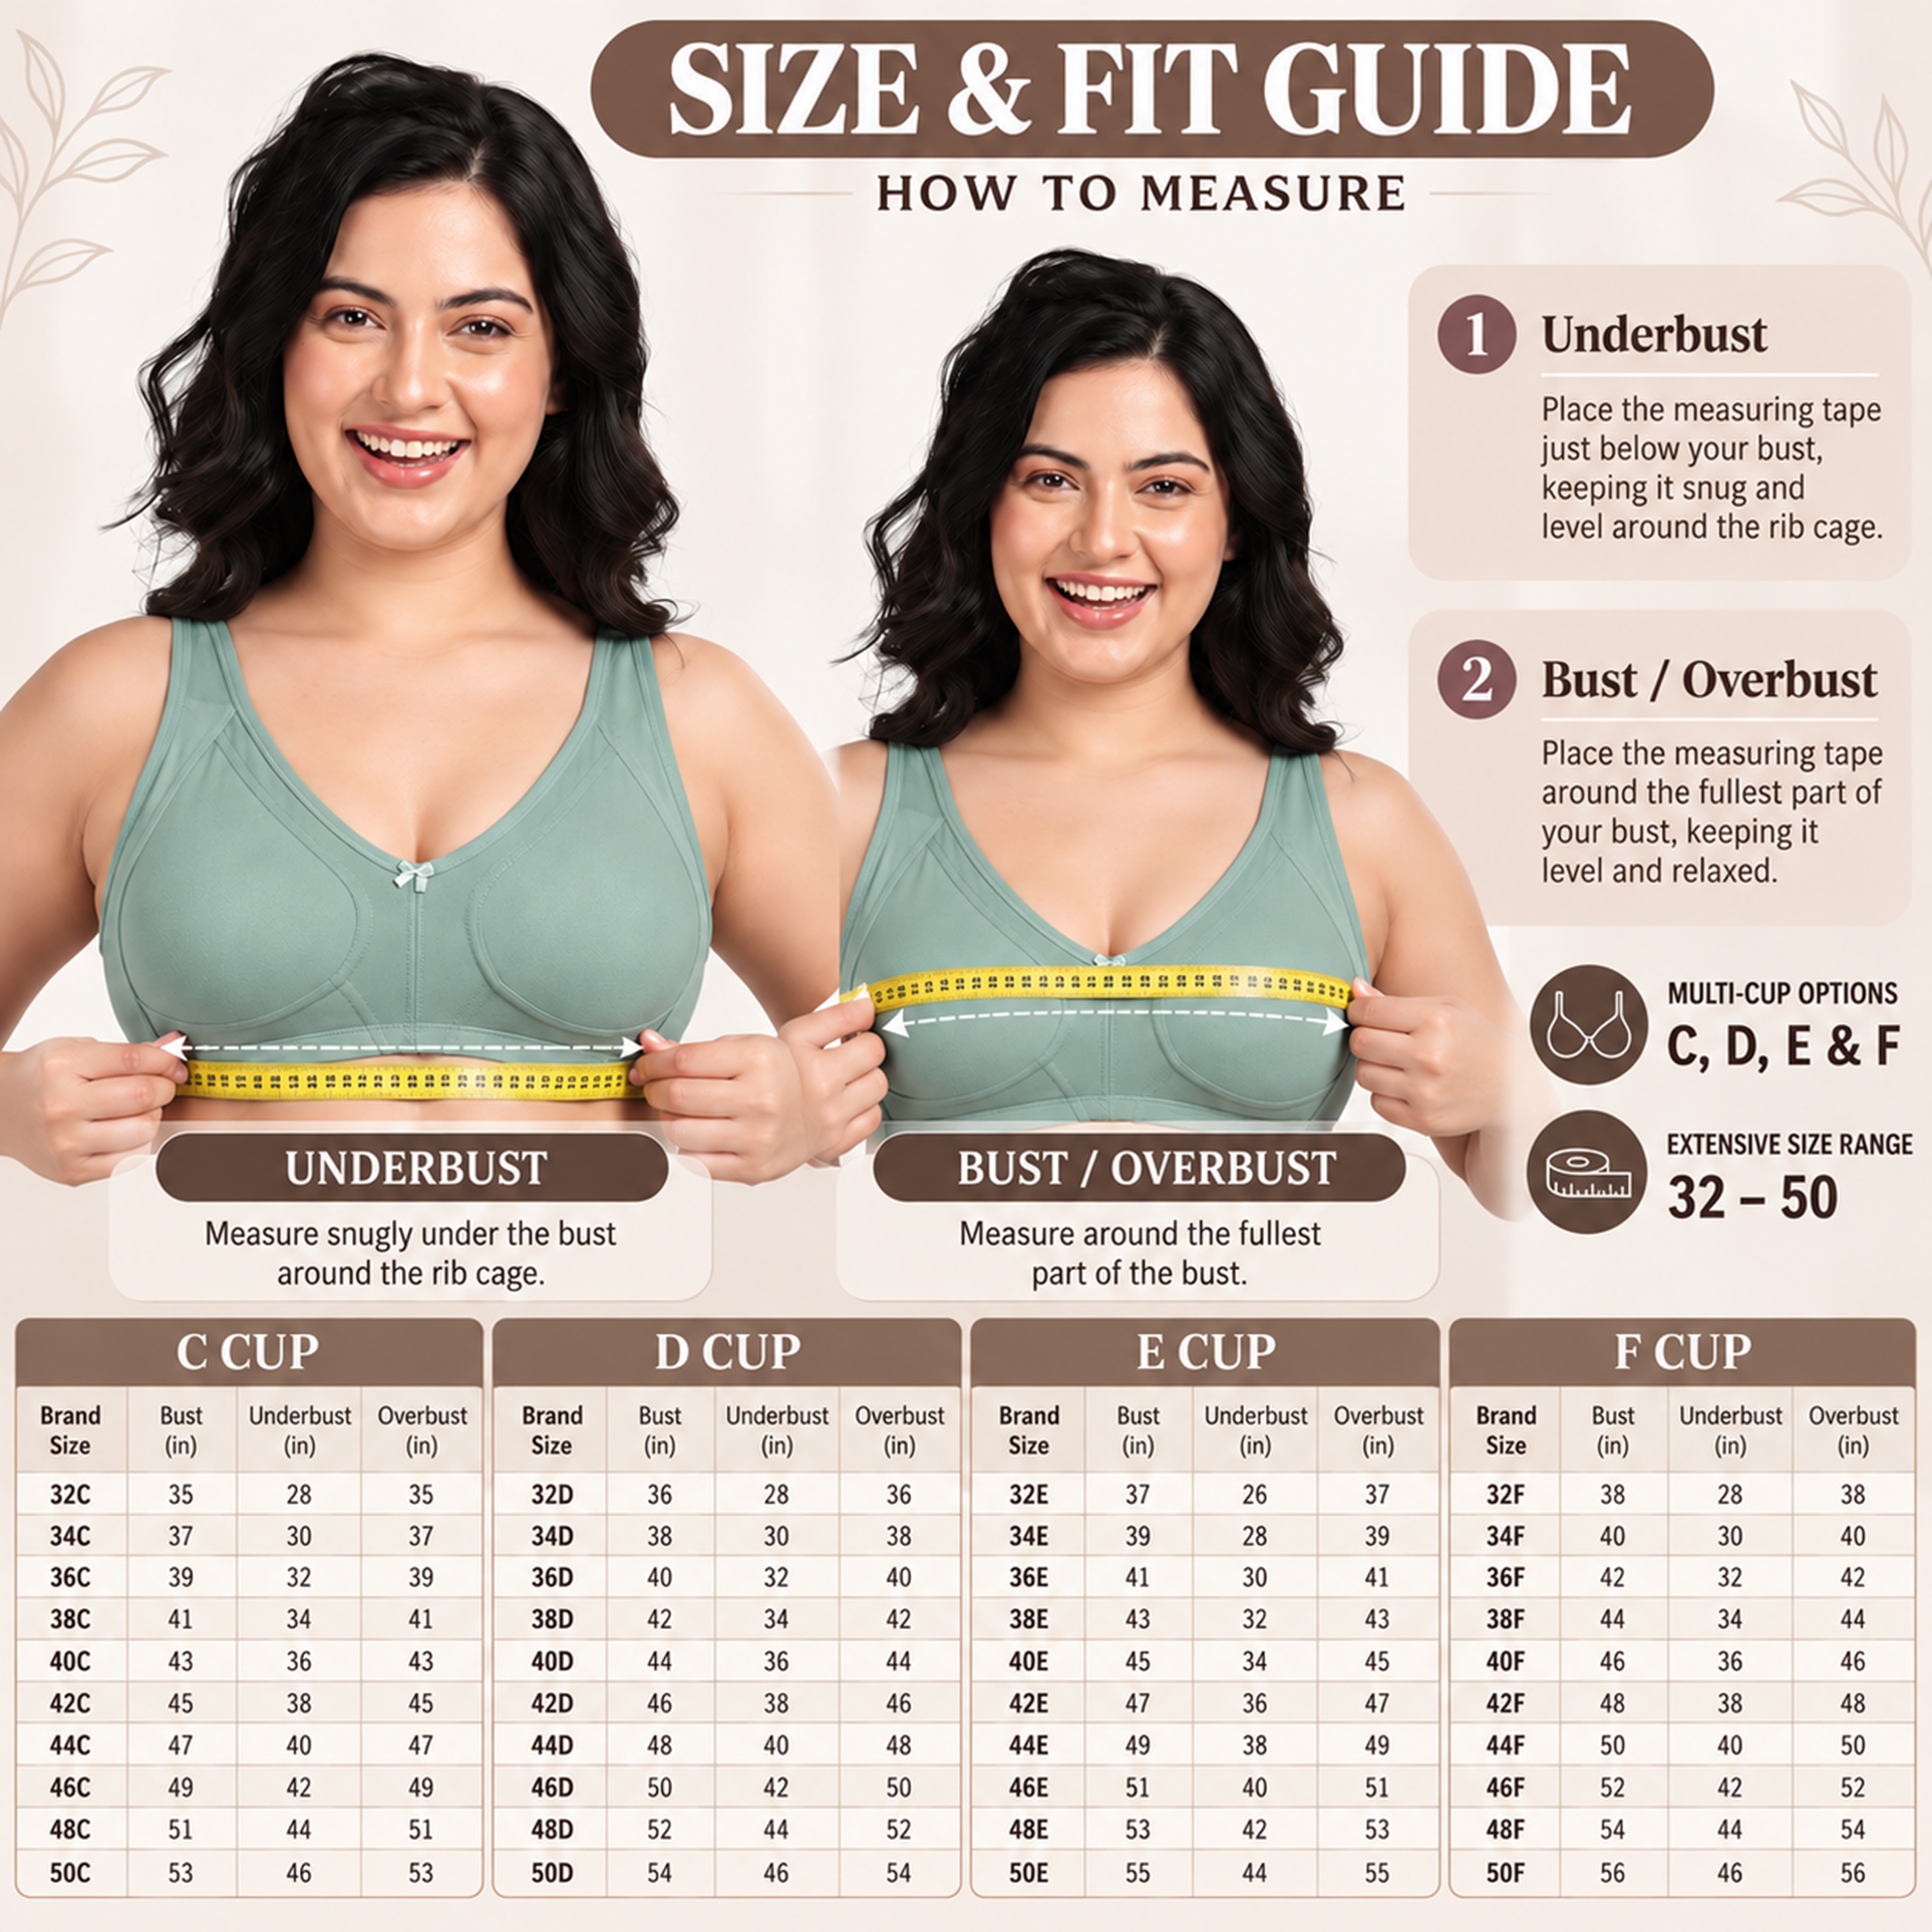 SIZE & FIT GUIDE
HOW TO MEASURE
1 Underbust
Place the measuring tape
just below your bust,
keeping it snug and
level around the rib cage.
2 Bust / Overbust
Place the measuring tape
around the fullest part of
your bust, keeping it
level and relaxed.
MULTI-CUP OPTIONS
C, D, E & F
EXTENSIVE SIZE RANGE
32 – 50
UNDERBUST
Measure snugly under the bust
around the rib cage.
BUST / OVERBUST
Measure around the fullest
part of the bust.
C CUP
Brand Size Bust (in) Underbust (in) Overbust (in)
32C 35 28 35
34C 37 30 37
36C 39 32 39
38C 41 34 41
40C 43 36 43
42C 45 38 45
44C 47 40 47
46C 49 42 49
48C 51 44 51
50C 53 46 53
D CUP
Brand Size Bust (in) Underbust (in) Overbust (in)
32D 36 28 36
34D 38 30 38
36D 40 32 40
38D 42 34 42
40D 44 36 44
42D 46 38 46
44D 48 40 48
46D 50 42 50
48D 52 44 52
50D 54 46 54
E CUP
Brand Size Bust (in) Underbust (in) Overbust (in)
32E 37 26 37
34E 39 28 39
36E 41 30 41
38E 43 32 43
40E 45 34 45
42E 47 36 47
44E 49 38 49
46E 51 40 51
48E 53 42 53
50E 55 44 55
F CUP
Brand Size Bust (in) Underbust (in) Overbust (in)
32F 38 28 38
34F 40 30 40
36F 42 32 42
38F 44 34 44
40F 46 36 46
42F 48 38 48
44F 50 40 50
46F 52 42 52
48F 54 44 54
50F 56 46 56